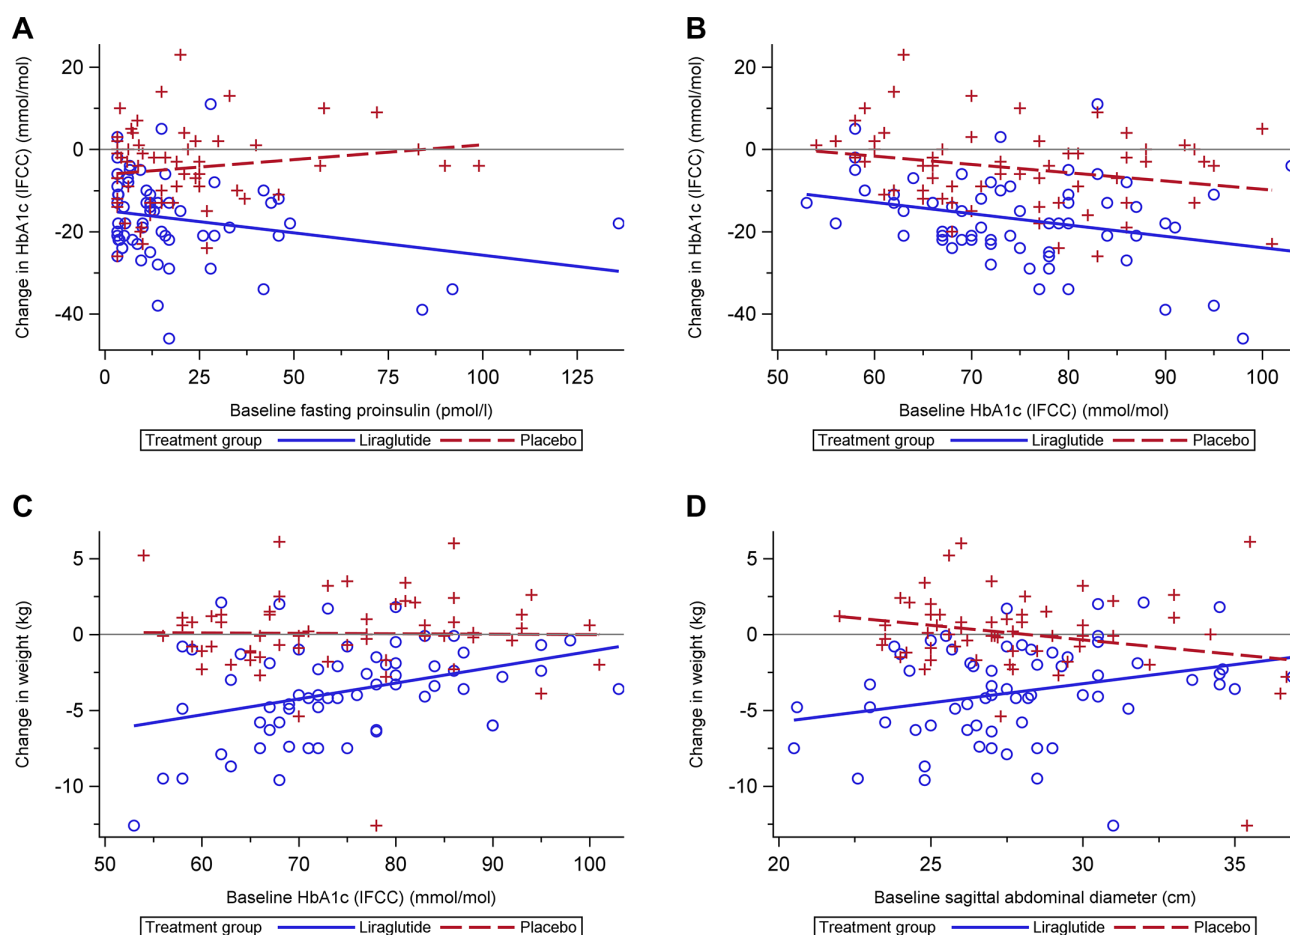 A
Change in HbA1c (IFCC) (mmol/mol)
20
0
-20
-40
0 25 50 75 100 125
Baseline fasting proinsulin (pmol/l)
Treatment group Liraglutide Placebo
B
Change in HbA1c (IFCC) (mmol/mol)
20
0
-20
-40
50 60 70 80 90 100
Baseline HbA1c (IFCC) (mmol/mol)
Treatment group Liraglutide Placebo
C
Change in weight (kg)
5
0
-5
-10
50 60 70 80 90 100
Baseline HbA1c (IFCC) (mmol/mol)
Treatment group Liraglutide Placebo
D
Change in weight (kg)
5
0
-5
-10
20 25 30 35
Baseline sagittal abdominal diameter (cm)
Treatment group Liraglutide Placebo